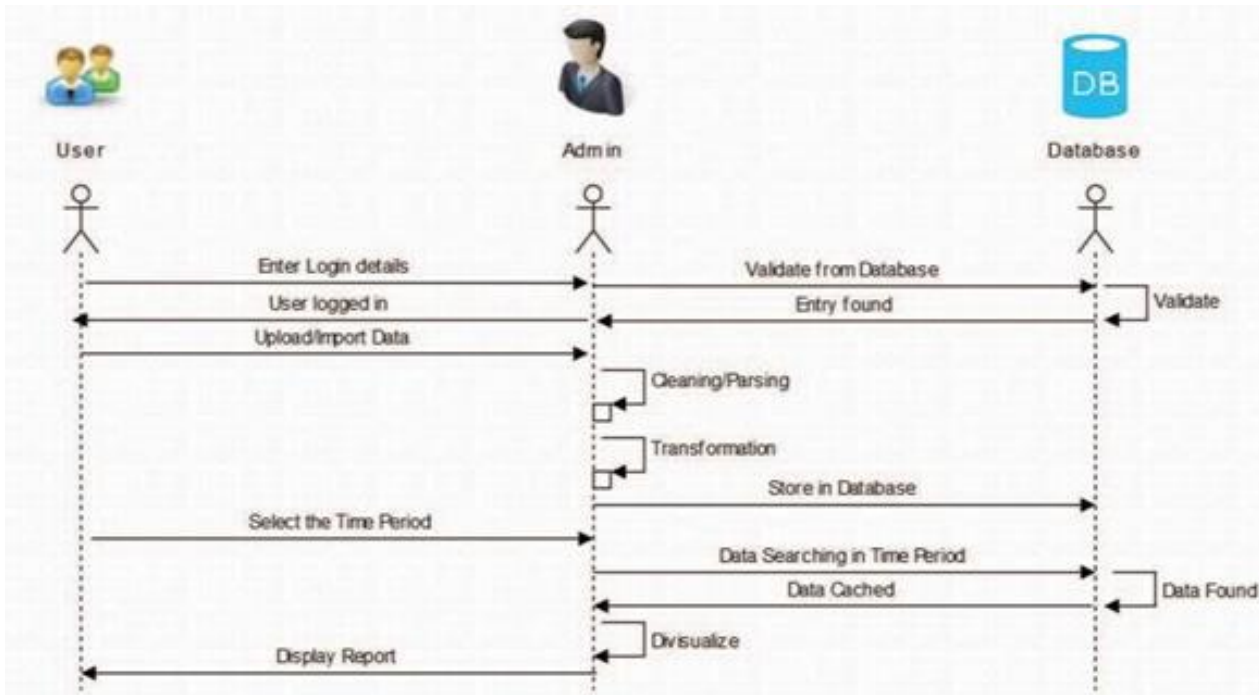 DB
User
Admin
Database
Enter Login details
Validate from Database
User logged in
Entry found
Validate
Upload/Import Data
Cleaning/Parsing
Transformation
Store in Database
Select the Time Period
Data Searching in Time Period
Data Cached
Data Found
Divisualize
Display Report